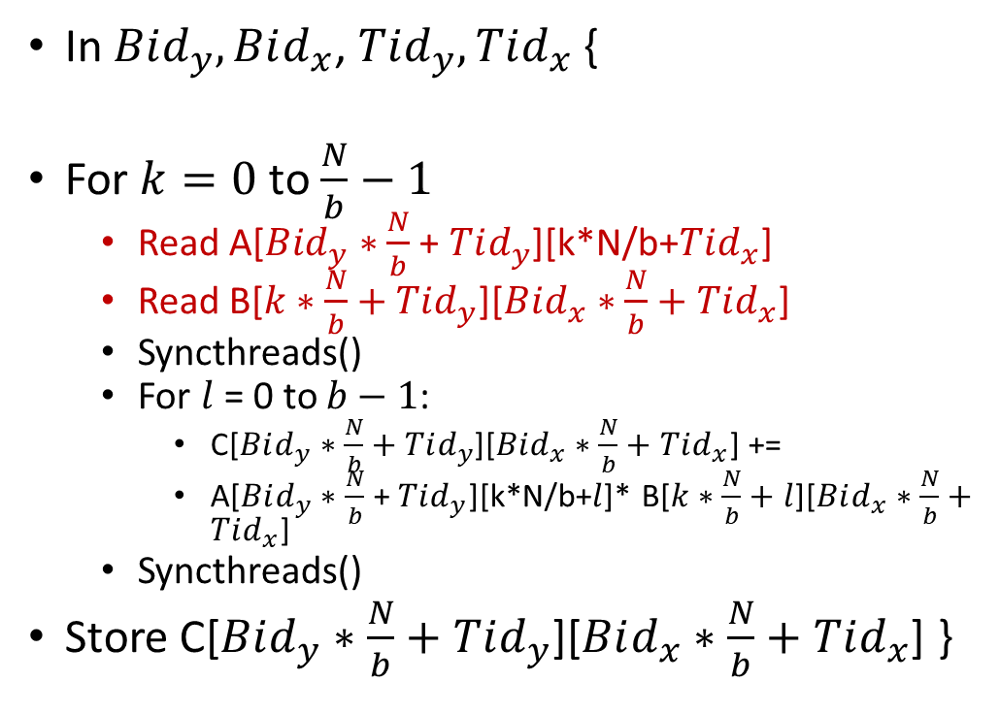 • In $Bid_y, Bid_x, Tid_y, Tid_x$ {
• For $k = 0$ to $\frac{N}{b} - 1$
• Read A[$Bid_y * \frac{N}{b}$ + $Tid_y$][k*N/b+$Tid_x$]
• Read B[$k * \frac{N}{b} + Tid_y$][$Bid_x * \frac{N}{b} + Tid_x$]
• Syncthreads()
• For $l$ = 0 to $b - 1$:
• C[$Bid_y * \frac{N}{b} + Tid_y$][$Bid_x * \frac{N}{b} + Tid_x$] +=
• A[$Bid_y * \frac{N}{b}$ + $Tid_y$][k*N/b+$l$]* B[$k * \frac{N}{b} + l$][$Bid_x * \frac{N}{b} +$
$Tid_x$]
• Syncthreads()
• Store C[$Bid_y * \frac{N}{b} + Tid_y$][$Bid_x * \frac{N}{b} + Tid_x$] }